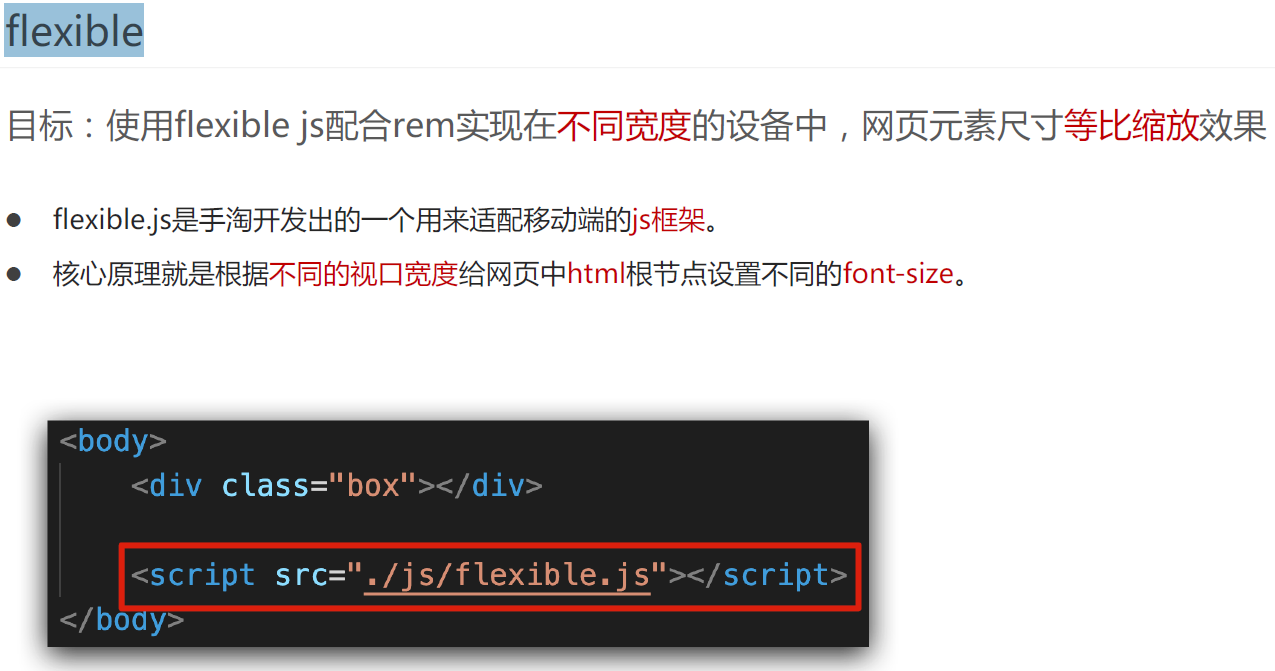 flexible
目标：使用flexible js配合rem实现在不同宽度的设备中，网页元素尺寸等比缩放效果
● flexible.js是手淘开发出的一个用来适配移动端的js框架。
● 核心原理就是根据不同的视口宽度给网页中html根节点设置不同的font-size。
<body>
<div class="box"></div>
<script src="./js/flexible.js"></script>
</body>